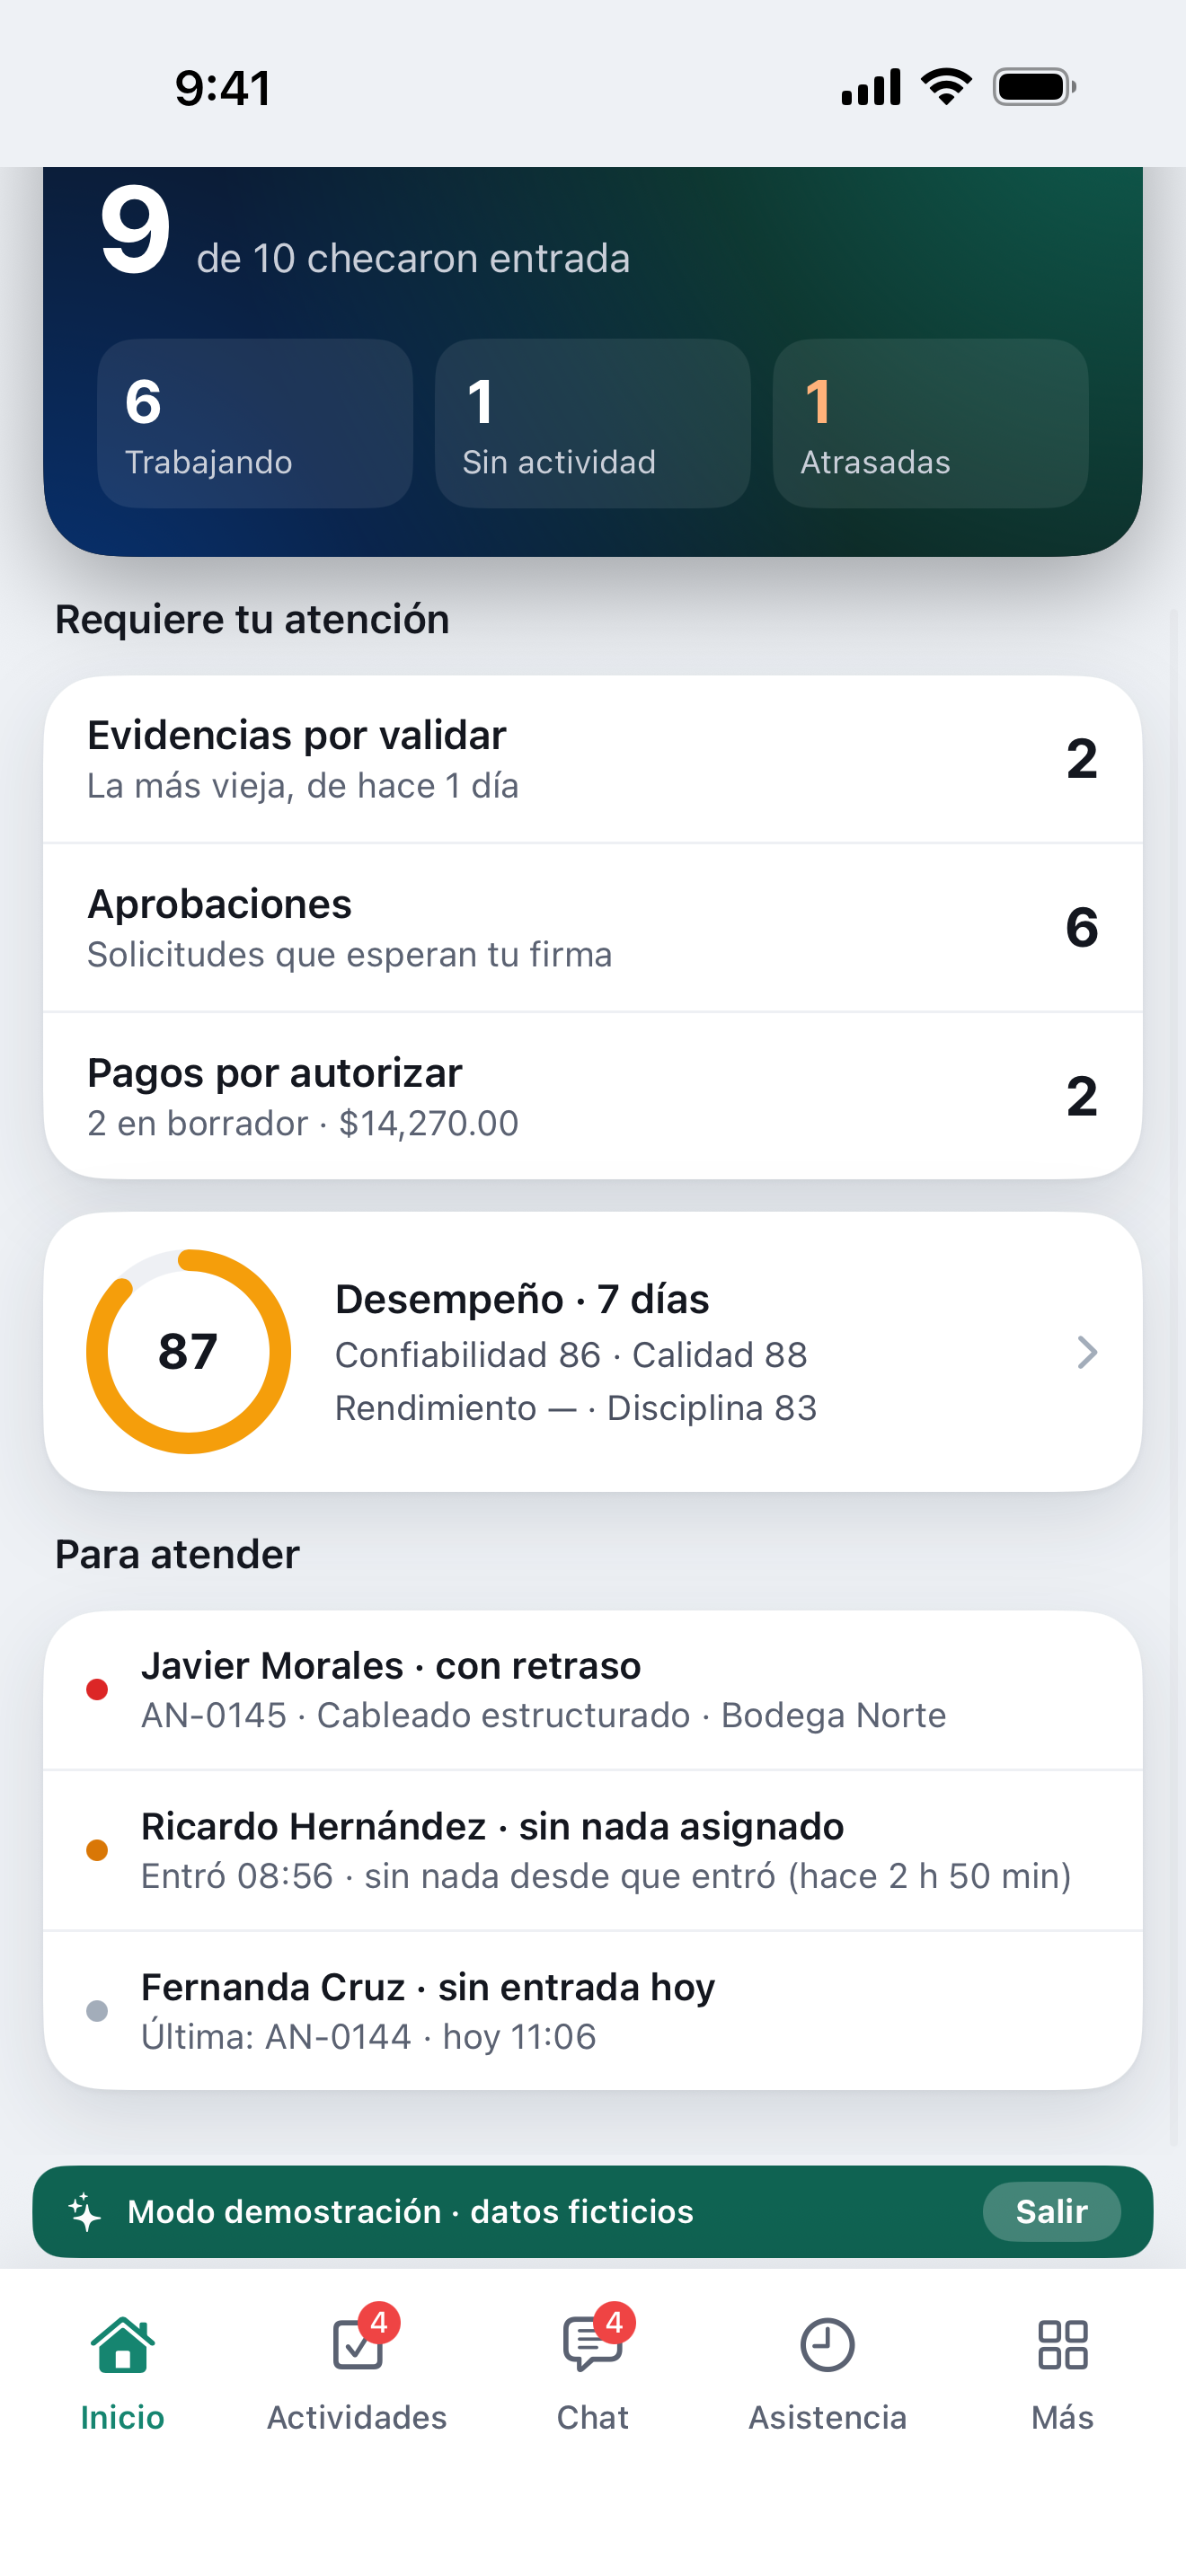 9:41
9 de 10 checaron entrada
6 1 1
Trabajando Sin actividad Atrasadas
Requiere tu atención
Evidencias por validar
La más vieja, de hace 1 día
2
Aprobaciones
Solicitudes que esperan tu firma
6
Pagos por autorizar
2 en borrador · $14,270.00
2
87
Desempeño · 7 días
Confiabilidad 86 · Calidad 88
Rendimiento — · Disciplina 83
Para atender
Javier Morales · con retraso
AN-0145 · Cableado estructurado · Bodega Norte
Ricardo Hernández · sin nada asignado
Entró 08:56 · sin nada desde que entró (hace 2 h 50 min)
Fernanda Cruz · sin entrada hoy
Última: AN-0144 · hoy 11:06
Modo demostración · datos ficticios Salir
4 4
Inicio Actividades Chat Asistencia Más